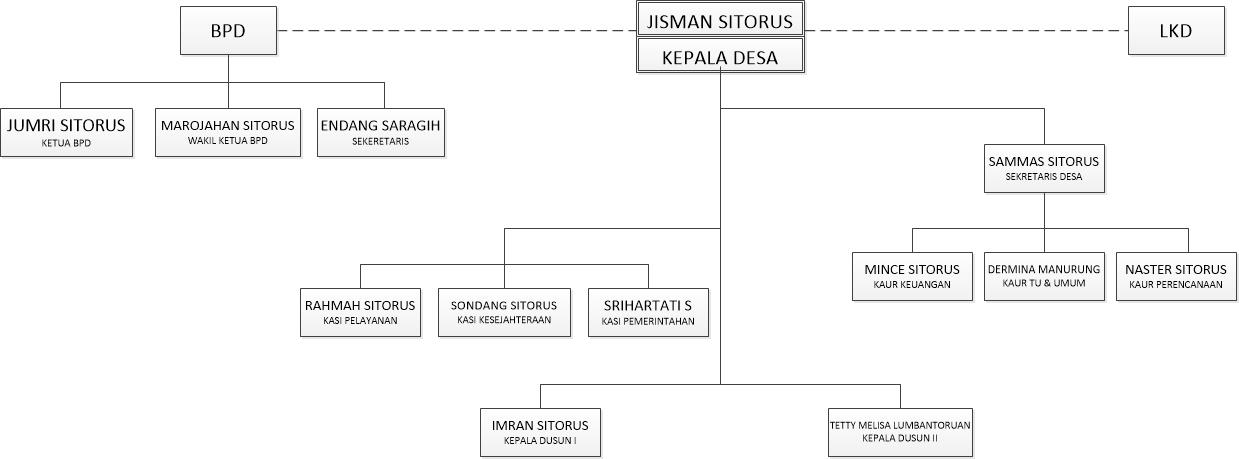 BPD
JISMAN SITORUS
KEPALA DESA
LKD
JUMRI SITORUS
KETUA BPD
MAROJAHAN SITORUS
WAKIL KETUA BPD
ENDANG SARAGIH
SEKERETARIS
SAMMAS SITORUS
SEKRETARIS DESA
MINCE SITORUS
KAUR KEUANGAN
DERMINA MANURUNG
KAUR TU & UMUM
NASTER SITORUS
KAUR PERENCANAAN
RAHMAH SITORUS
KASI PELAYANAN
SONDANG SITORUS
KASI KESEJAHTERAAN
SRIHARTATI S
KASI PEMERINTAHAN
IMRAN SITORUS
KEPALA DUSUN I
TETTY MELISA LUMBANTORUAN
KEPALA DUSUN II